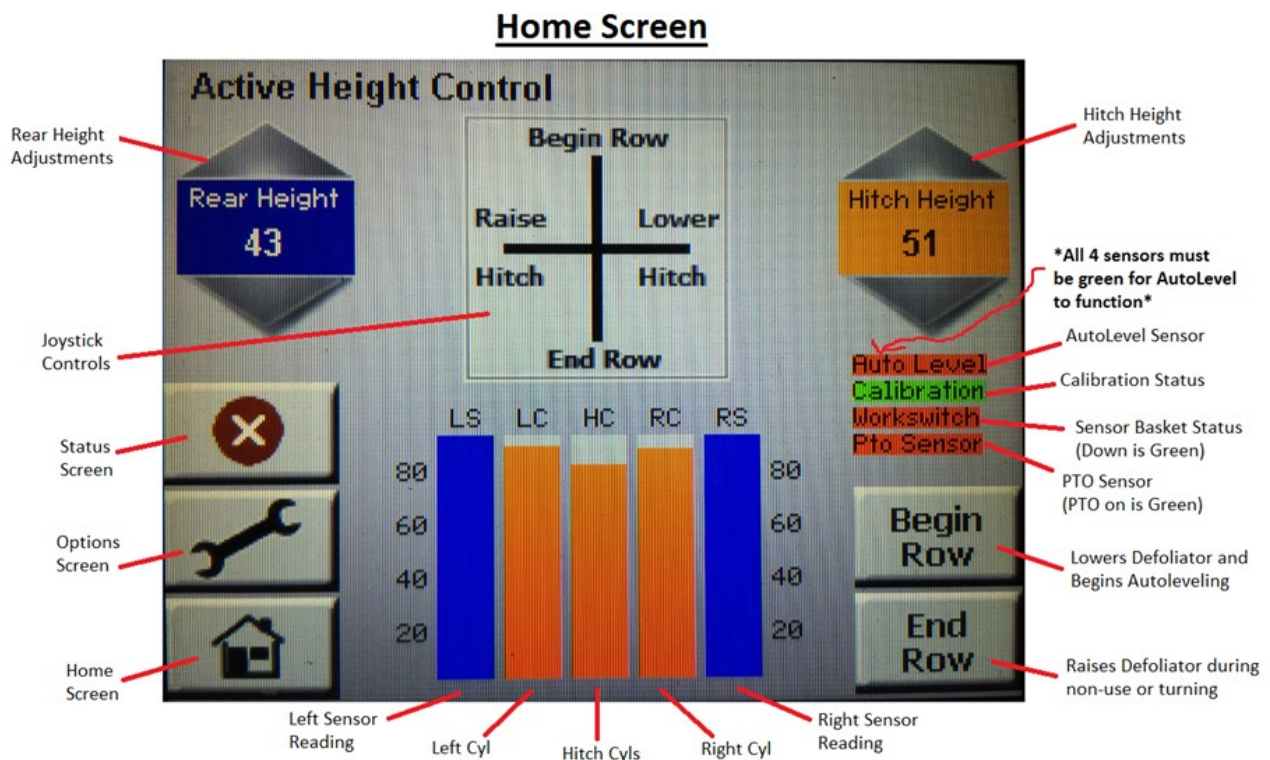 Home Screen
Active Height Control
Rear Height
Adjustments
Rear Height
43
Begin Row
Raise
Lower
Hitch
Hitch
End Row
Hitch Height
Adjustments
Hitch Height
51
*All 4 sensors must
be green for AutoLevel
to function*
Joystick
Controls
Auto Level
Calibration
Workswitch
Pto Sensor
AutoLevel Sensor
Calibration Status
Sensor Basket Status
(Down is Green)
PTO Sensor
(PTO on is Green)
Status
Screen
Options
Screen
Home
Screen
LS LC HC RC RS
80
60
40
20
80
60
40
20
Begin
Row
Lowers Defoliator and
Begins Autoleveling
End
Row
Raises Defoliator during
non-use or turning
Left Sensor
Reading
Left Cyl
Hitch Cyls
Right Cyl
Right Sensor
Reading